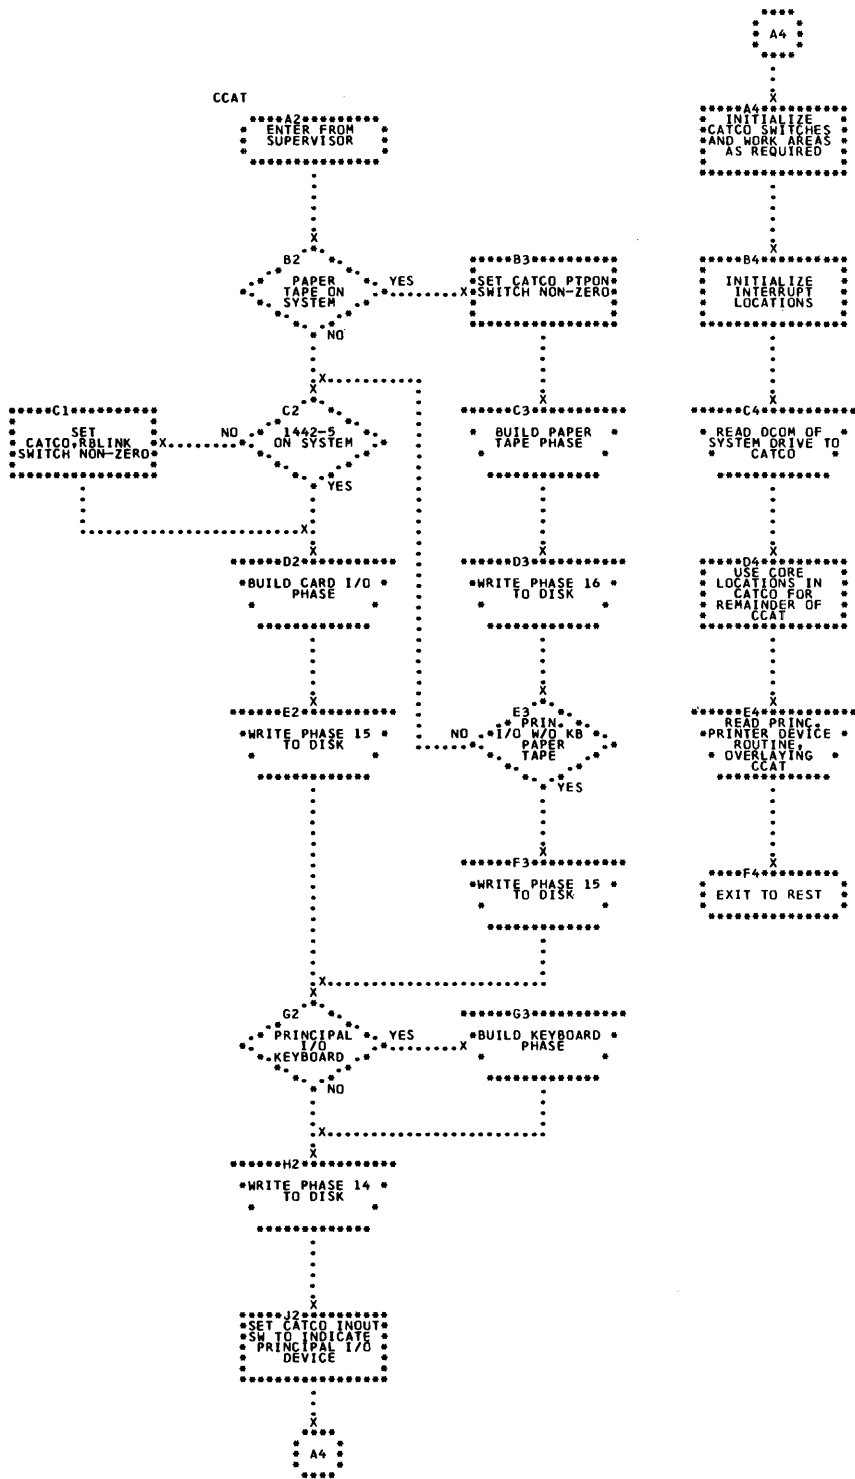 A4
CCAT
A2
ENTER FROM
SUPERVISOR
A4
INITIALIZE
CATCO SWITCHES
AND WORK AREAS
AS REQUIRED
B2
PAPER
TAPE ON
SYSTEM
YES
NO
B3
SET CATCO PTPON
SWITCH NON-ZERO
B4
INITIALIZE
INTERRUPT
LOCATIONS
C1
SET
CATCO,RBLINK
SWITCH NON-ZERO
NO
C2
1442-5
ON SYSTEM
YES
C3
BUILD PAPER
TAPE PHASE
C4
READ DCOM OF
SYSTEM DRIVE TO
CATCO
D2
BUILD CARD I/O
PHASE
D3
WRITE PHASE 16
TO DISK
D4
USE CORE
LOCATIONS IN
CATCO FOR
REMAINDER OF
CCAT
E2
WRITE PHASE 15
TO DISK
NO
E3
PRIN.
I/O W/O KB
PAPER
TAPE
YES
E4
READ PRINC.
PRINTER DEVICE
ROUTINE,
OVERLAYING
CCAT
F3
WRITE PHASE 15
TO DISK
F4
EXIT TO REST
G2
PRINCIPAL
I/O
KEYBOARD
YES
NO
G3
BUILD KEYBOARD
PHASE
H2
WRITE PHASE 14
TO DISK
J2
SET CATCO INOUT
SW TO INDICATE
PRINCIPAL I/O
DEVICE
A4